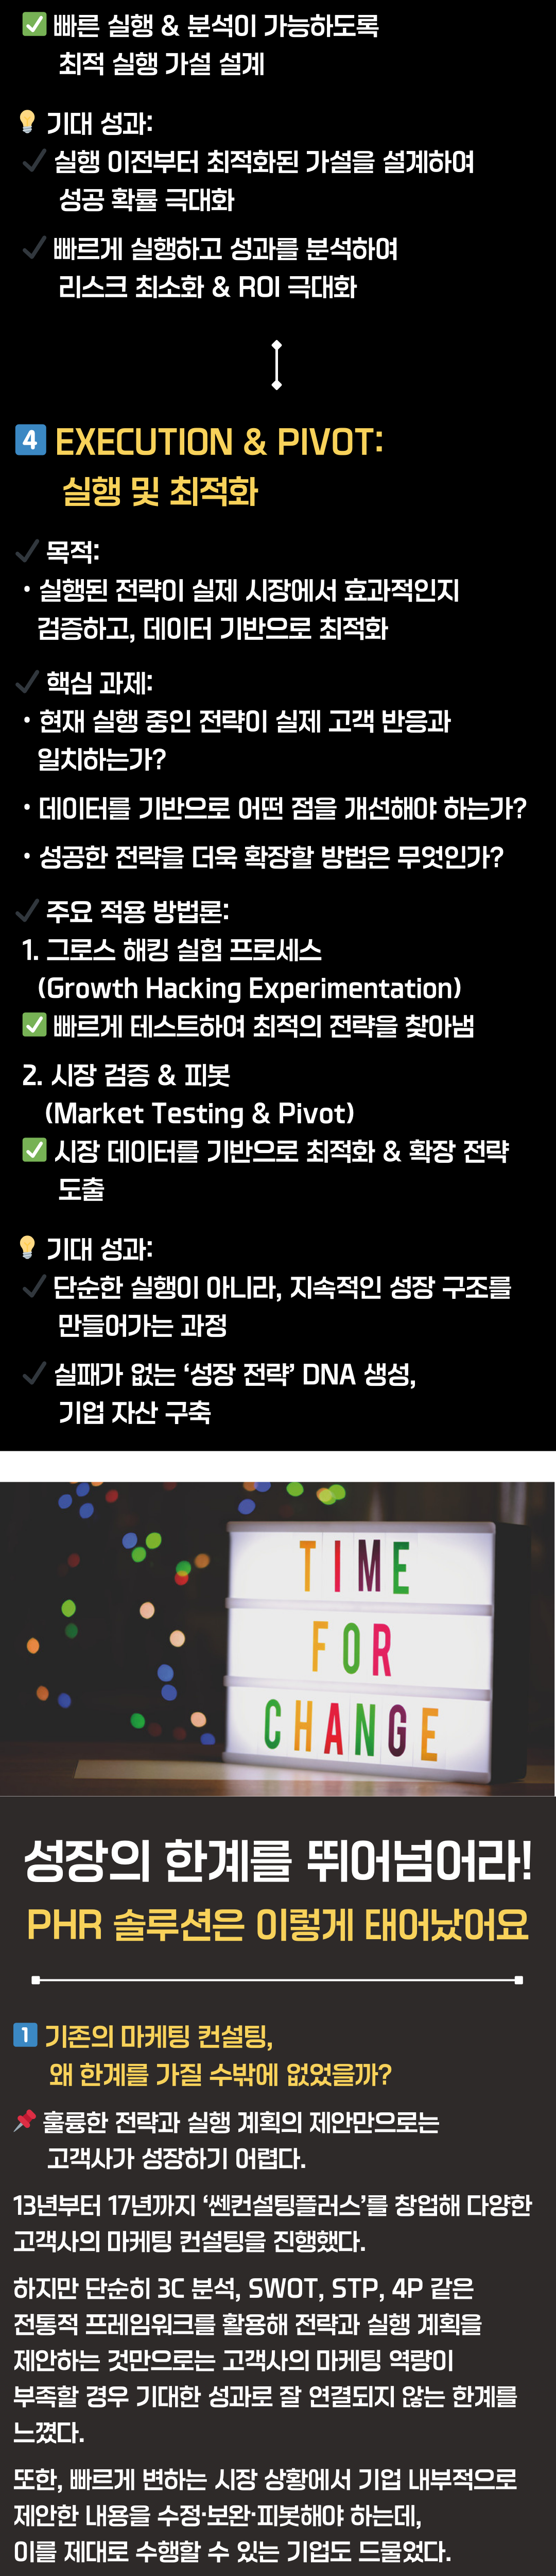 ✅ 빠른 실행 & 분석이 가능하도록
최적 실행 가설 설계
💡 기대 성과:
✔ 실행 이전부터 최적화된 가설을 설계하여
성공 확률 극대화
✔ 빠르게 실행하고 성과를 분석하여
리스크 최소화 & ROI 극대화
4️⃣ EXECUTION & PIVOT:
실행 및 최적화
✔ 목적:
• 실행된 전략이 실제 시장에서 효과적인지
검증하고, 데이터 기반으로 최적화
✔ 핵심 과제:
• 현재 실행 중인 전략이 실제 고객 반응과
일치하는가?
• 데이터를 기반으로 어떤 점을 개선해야 하는가?
• 성공한 전략을 더욱 확장할 방법은 무엇인가?
✔ 주요 적용 방법론:
1. 그로스 해킹 실험 프로세스
(Growth Hacking Experimentation)
✅ 빠르게 테스트하여 최적의 전략을 찾아냄
2. 시장 검증 & 피봇
(Market Testing & Pivot)
✅ 시장 데이터를 기반으로 최적화 & 확장 전략
도출
💡 기대 성과:
✔ 단순한 실행이 아니라, 지속적인 성장 구조를
만들어가는 과정
✔ 실패가 없는 ‘성장 전략’ DNA 생성,
기업 자산 구축
TIME
FOR
CHANGE
성장의 한계를 뛰어넘어라!
PHR 솔루션은 이렇게 태어났어요
1️⃣ 기존의 마케팅 컨설팅,
왜 한계를 가질 수밖에 없었을까?
📌 훌륭한 전략과 실행 계획의 제안만으로는
고객사가 성장하기 어렵다.
13년부터 17년까지 ‘쎈컨설팅플러스’를 창업해 다양한
고객사의 마케팅 컨설팅을 진행했다.
하지만 단순히 3C 분석, SWOT, STP, 4P 같은
전통적 프레임워크를 활용해 전략과 실행 계획을
제안하는 것만으로는 고객사의 마케팅 역량이
부족할 경우 기대한 성과로 잘 연결되지 않는 한계를
느꼈다.
또한, 빠르게 변하는 시장 상황에서 기업 내부적으로
제안한 내용을 수정·보완·피봇해야 하는데,
이를 제대로 수행할 수 있는 기업도 드물었다.